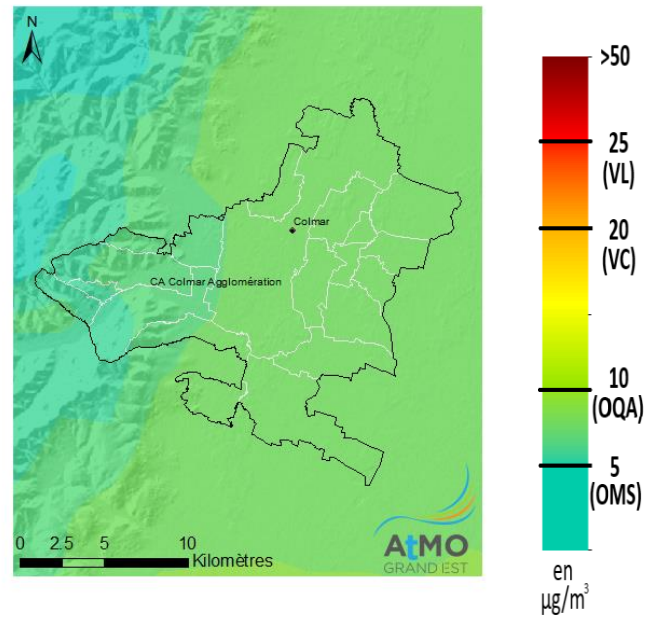 N
Colmar
CA Colmar Agglomération
0 2.5 5 10
Kilomètres
AtMO
GRAND EST
>50
25
(VL)
20
(VC)
10
(OQA)
5
(OMS)
en
µg/m³